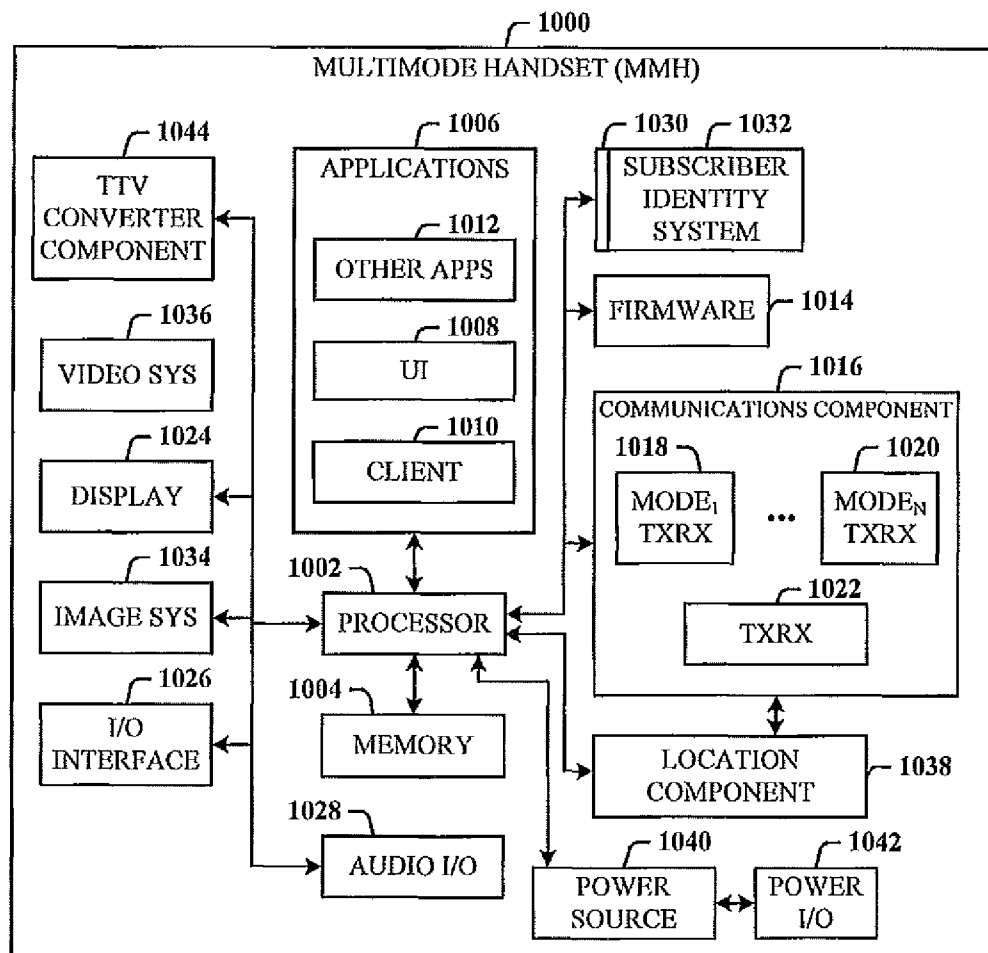 1000
MULTIMODE HANDSET (MMH)
1044
TTV
CONVERTER
COMPONENT
1036
VIDEO SYS
1024
DISPLAY
1034
IMAGE SYS
1026
I/O
INTERFACE
1006
APPLICATIONS
1012
OTHER APPS
1008
UI
1010
CLIENT
1002
PROCESSOR
1004
MEMORY
1028
AUDIO I/O
1030
1032
SUBSCRIBER
IDENTITY
SYSTEM
FIRMWARE
1014
1016
COMMUNICATIONS COMPONENT
1018
MODE1
TXRX
...
1020
MODEN
TXRX
1022
TXRX
LOCATION
COMPONENT
1038
1040
POWER
SOURCE
1042
POWER
I/O